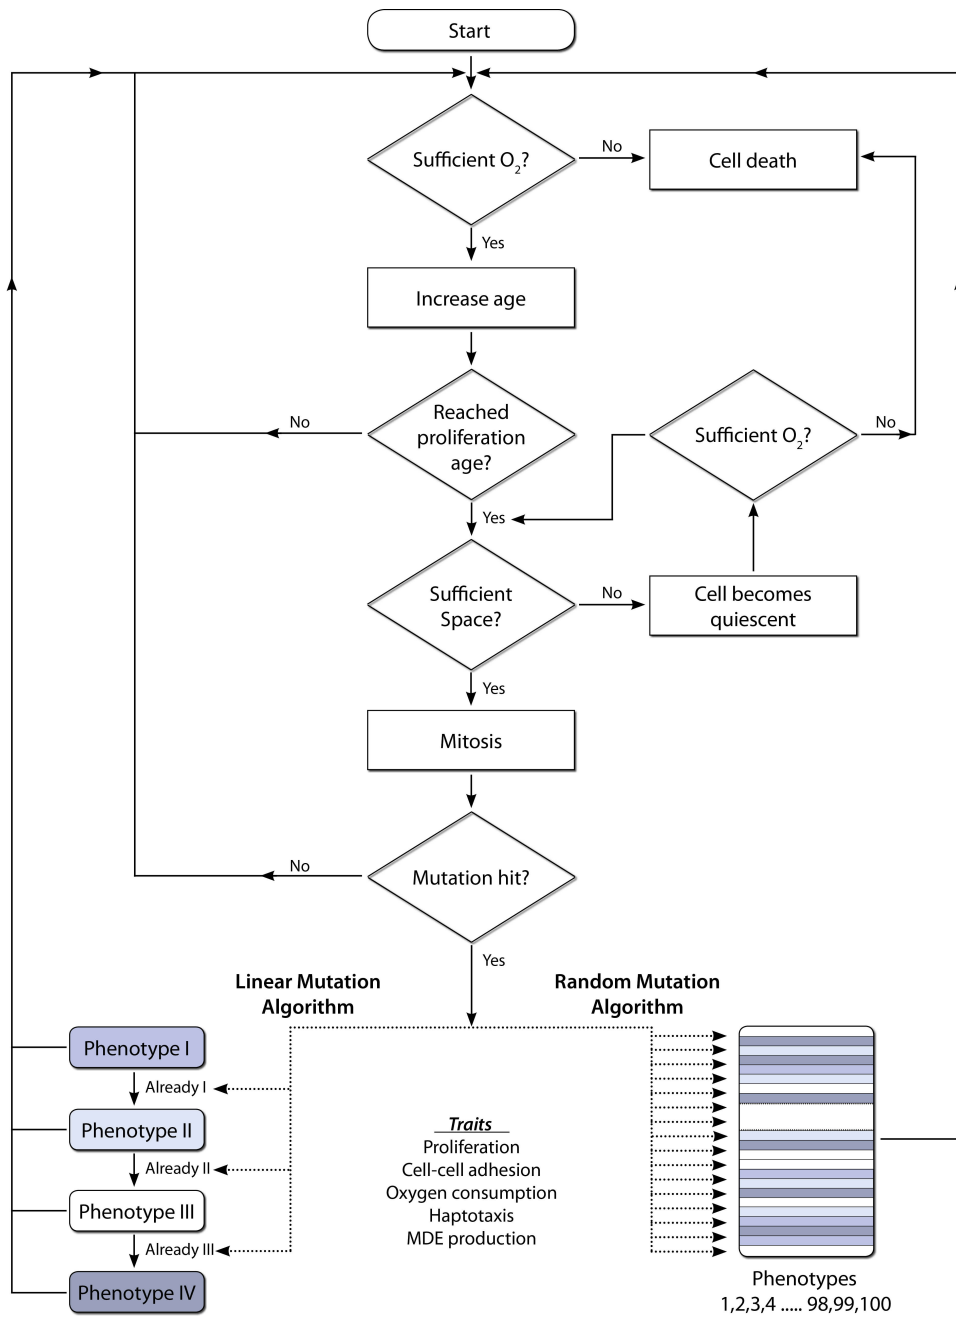 Start
Sufficient O2?
No
Cell death
Yes
Increase age
Reached
proliferation
age?
No
Sufficient O2?
No
Yes
Sufficient
Space?
No
Cell becomes
quiescent
Yes
Mitosis
Mutation hit?
No
Yes
Linear Mutation
Algorithm
Random Mutation
Algorithm
Phenotype I
Already I
Phenotype II
Already II
Phenotype III
Already III
Phenotype IV
Traits
Proliferation
Cell-cell adhesion
Oxygen consumption
Haptotaxis
MDE production
Phenotypes
1,2,3,4 ..... 98,99,100